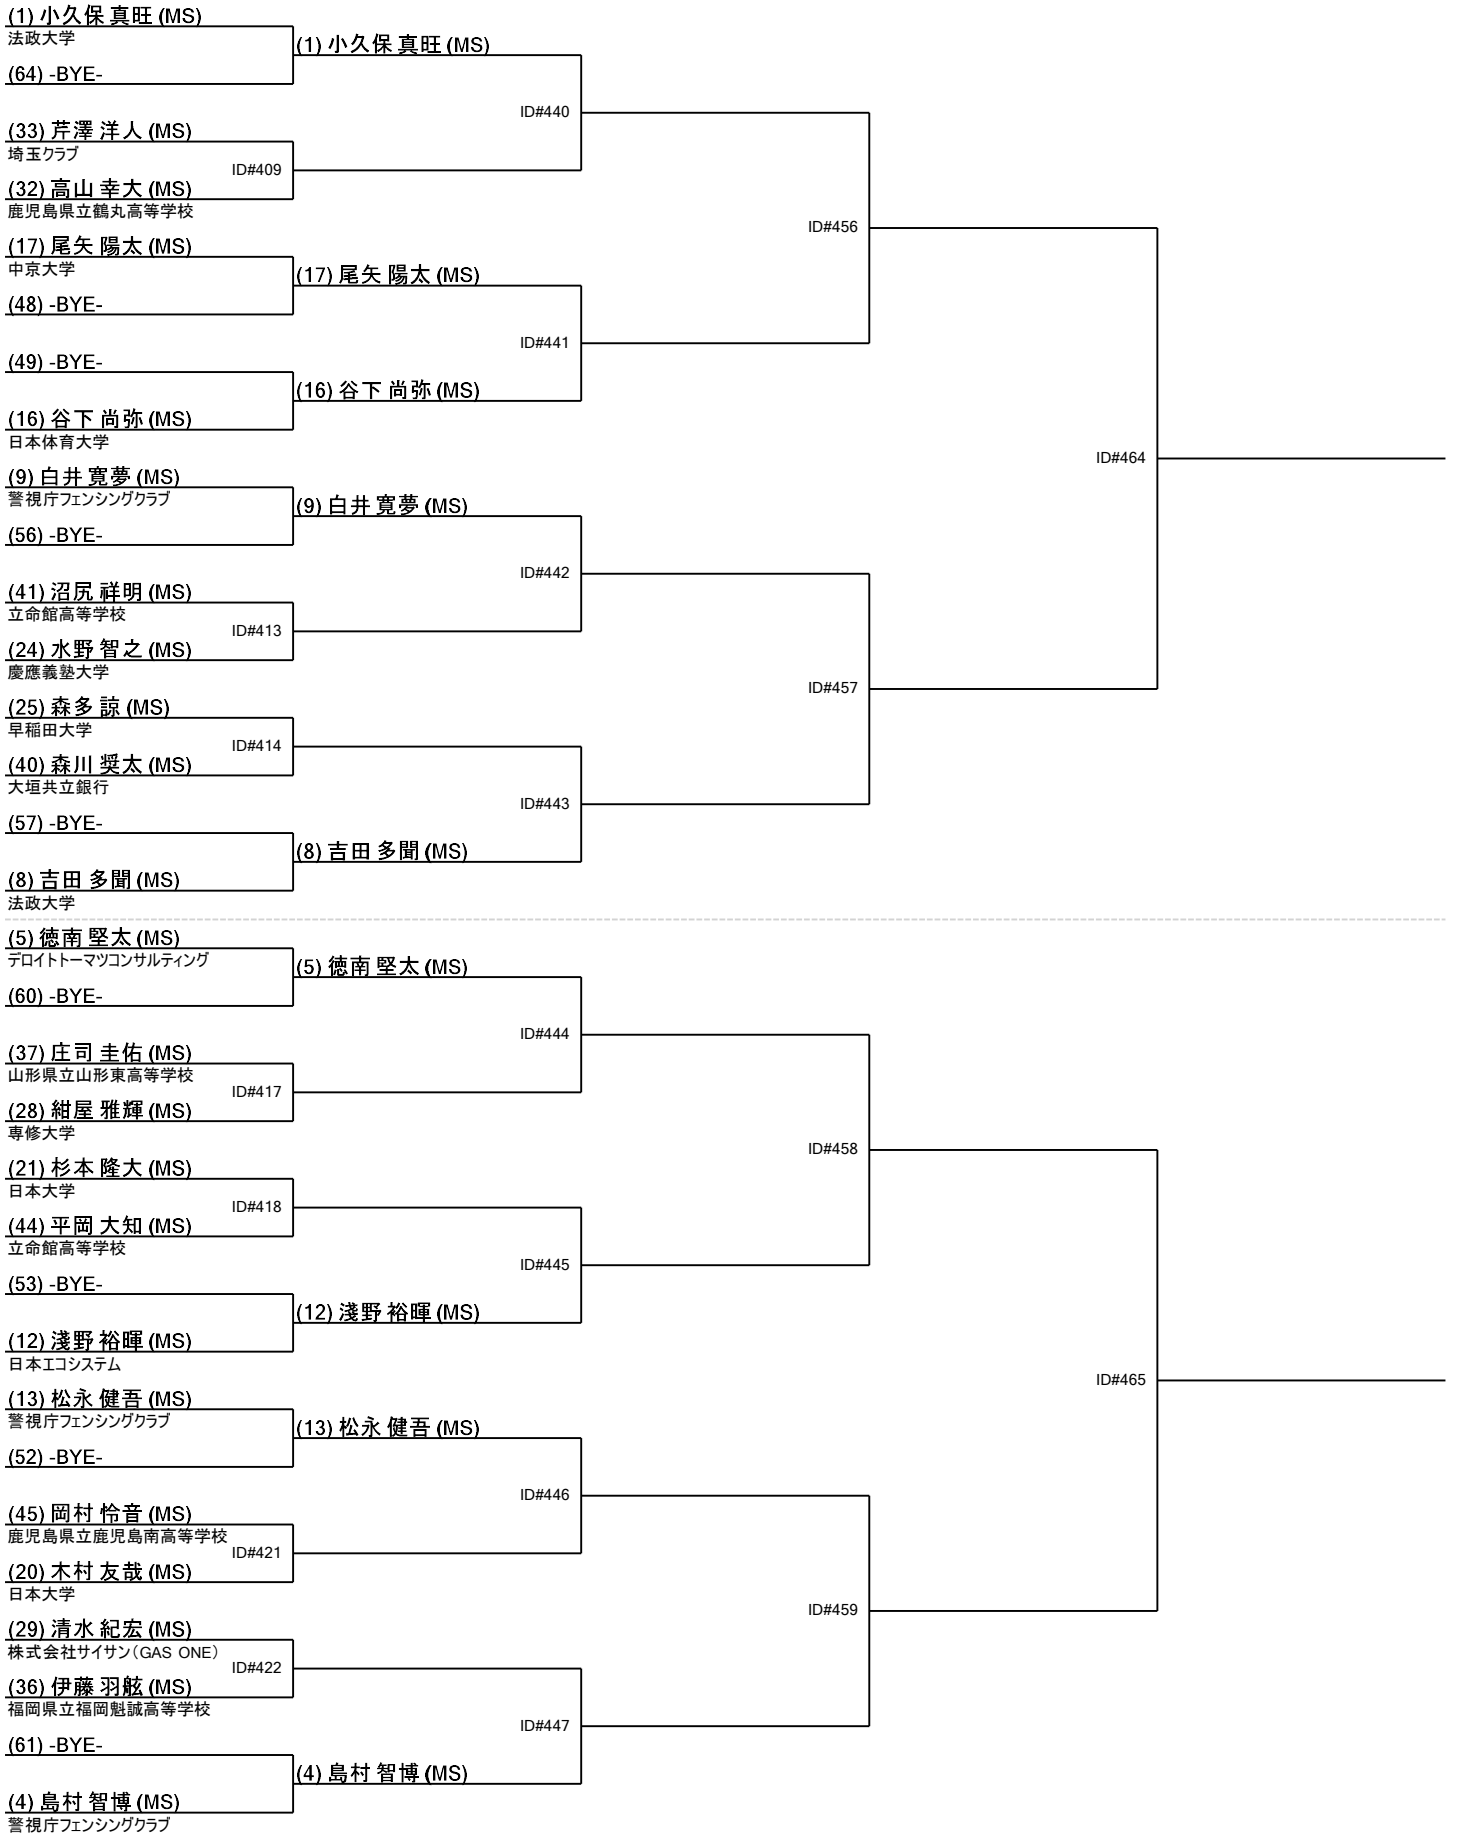 (1) 小久保 真旺 (MS)
法政大学
(1) 小久保 真旺 (MS)
(64) -BYE-
ID#440
(33) 芹澤 洋人 (MS)
埼玉クラブ
ID#409
(32) 高山 幸大 (MS)
鹿児島県立鶴丸高等学校
ID#456
(17) 尾矢 陽太 (MS)
中京大学
(17) 尾矢 陽太 (MS)
(48) -BYE-
ID#441
(49) -BYE-
(16) 谷下 尚弥 (MS)
(16) 谷下 尚弥 (MS)
日本体育大学
ID#464
(9) 白井 寛夢 (MS)
警視庁フェンシングクラブ
(9) 白井 寛夢 (MS)
(56) -BYE-
ID#442
(41) 沼尻 祥明 (MS)
立命館高等学校
ID#413
(24) 水野 智之 (MS)
慶應義塾大学
ID#457
(25) 森多 諒 (MS)
早稲田大学
ID#414
(40) 森川 奨太 (MS)
大垣共立銀行
ID#443
(57) -BYE-
(8) 吉田 多聞 (MS)
(8) 吉田 多聞 (MS)
法政大学
(5) 徳南 堅太 (MS)
デロイトトーマツコンサルティング
(5) 徳南 堅太 (MS)
(60) -BYE-
ID#444
(37) 庄司 圭佑 (MS)
山形県立山形東高等学校
ID#417
(28) 紺屋 雅輝 (MS)
専修大学
ID#458
(21) 杉本 隆大 (MS)
日本大学
ID#418
(44) 平岡 大知 (MS)
立命館高等学校
ID#445
(53) -BYE-
(12) 淺野 裕暉 (MS)
(12) 淺野 裕暉 (MS)
日本エコシステム
ID#465
(13) 松永 健吾 (MS)
警視庁フェンシングクラブ
(13) 松永 健吾 (MS)
(52) -BYE-
ID#446
(45) 岡村 怜音 (MS)
鹿児島県立鹿児島南高等学校
ID#421
(20) 木村 友哉 (MS)
日本大学
ID#459
(29) 清水 紀宏 (MS)
株式会社サイサン（GAS ONE）
ID#422
(36) 伊藤 羽舷 (MS)
福岡県立福岡魁誠高等学校
ID#447
(61) -BYE-
(4) 島村 智博 (MS)
(4) 島村 智博 (MS)
警視庁フェンシングクラブ